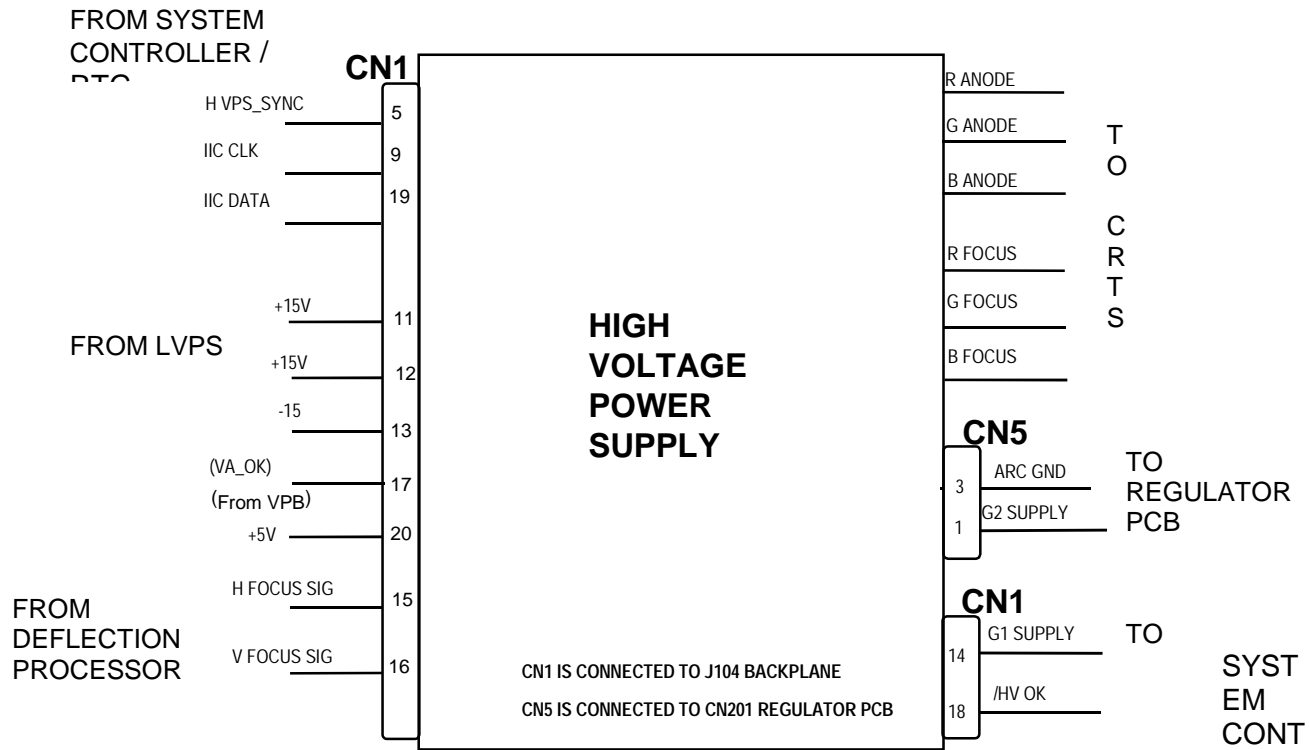 FROM SYSTEM
CONTROLLER /
CN1
H VPS_SYNC
5
IIC CLK
9
IIC DATA
19
FROM LVPS
+15V
11
+15V
12
-15
13
(VA_OK)
(From VPB)
17
+5V
20
FROM
DEFLECTION
PROCESSOR
H FOCUS SIG
15
V FOCUS SIG
16
HIGH
VOLTAGE
POWER
SUPPLY
CN1 IS CONNECTED TO J104 BACKPLANE
CN5 IS CONNECTED TO CN201 REGULATOR PCB
R ANODE
G ANODE
B ANODE
R FOCUS
G FOCUS
B FOCUS
T
O
C
R
T
S
CN5
3
ARC GND
1
G2 SUPPLY
TO
REGULATOR
PCB
CN1
14
G1 SUPPLY
18
/HV OK
TO
SYST
EM
CONT